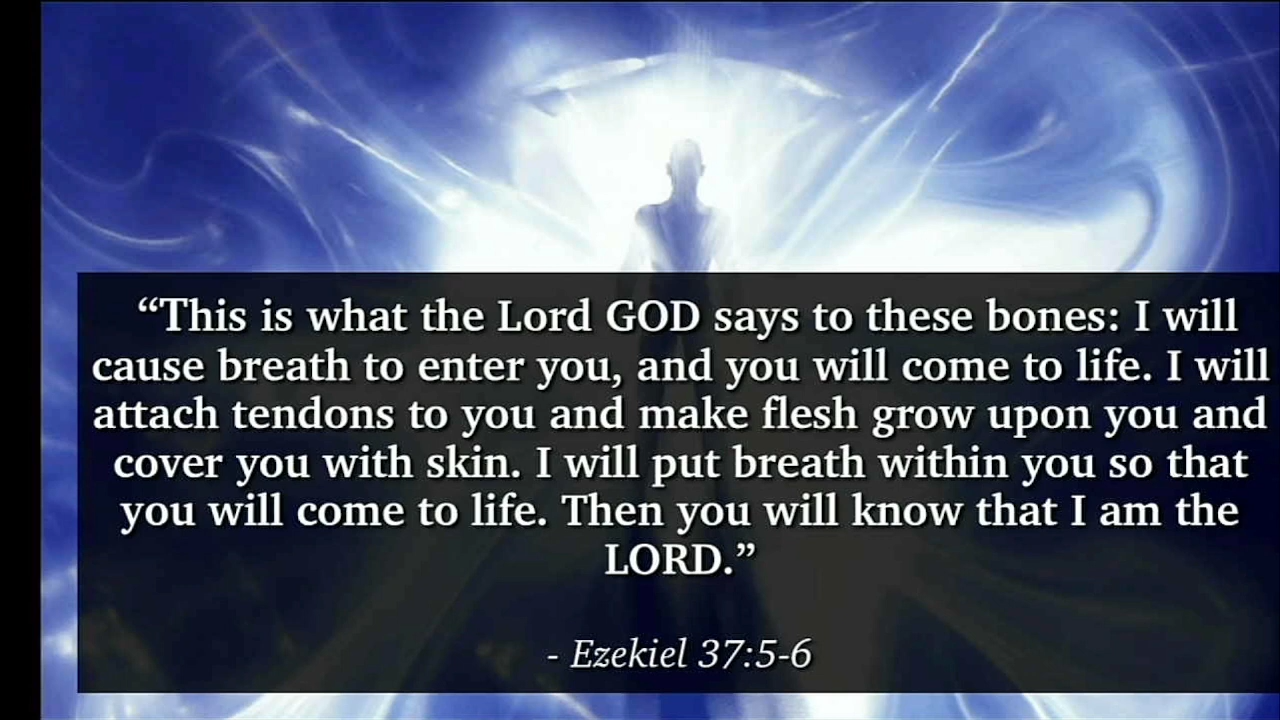 “This is what the Lord GOD says to these bones: I will
cause breath to enter you, and you will come to life. I will
attach tendons to you and make flesh grow upon you and
cover you with skin. I will put breath within you so that
you will come to life. Then you will know that I am the
LORD.”
- Ezekiel 37:5-6